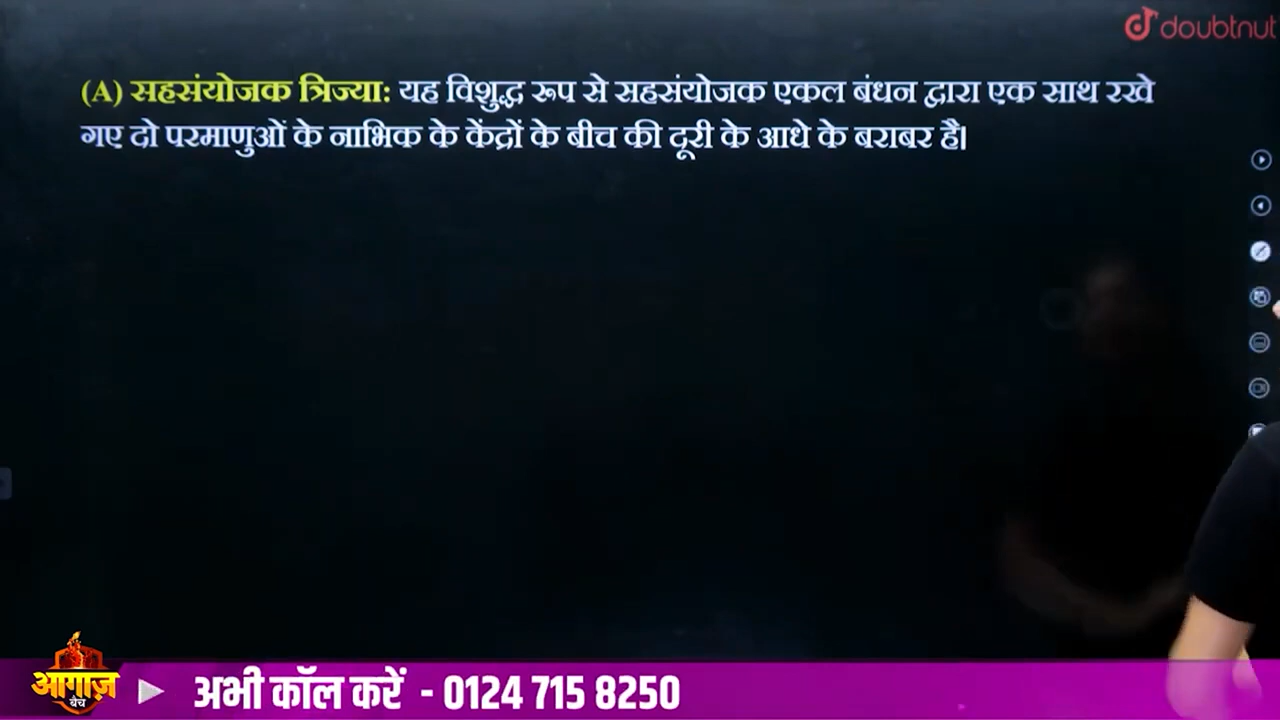 doubtnut
(A) सहसंयोजक त्रिज्या: यह विशुद्ध रूप से सहसंयोजक एकल बंधन द्वारा एक साथ रखे
गए दो परमाणुओं के नाभिक के केंद्रों के बीच की दूरी के आधे के बराबर है।
आगाज़
बैच
अभी कॉल करें - 0124 715 8250